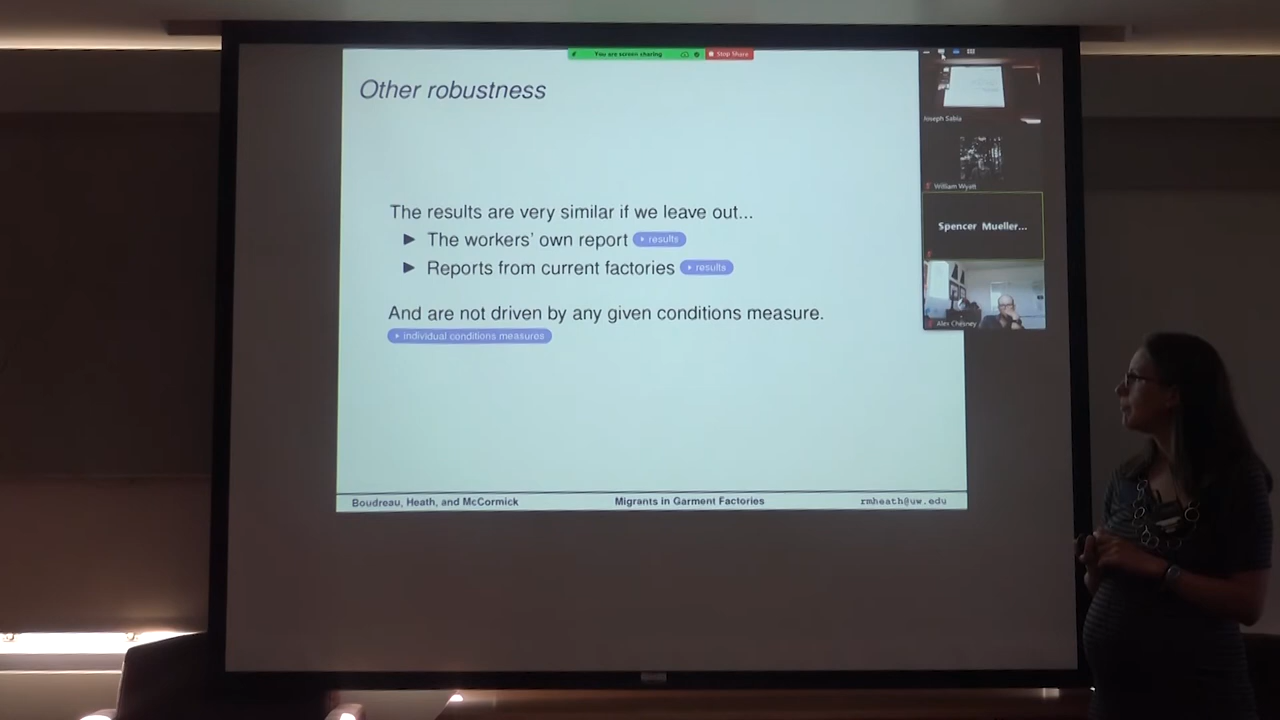 You are screen sharing
Stop Share
Other robustness
Joseph Sabia
William Wyatt
The results are very similar if we leave out...
Spencer Mueller...
The workers' own report
results
Reports from current factories
results
And are not driven by any given conditions measure.
Alex Chesney
individual conditions measures
Boudreau, Heath, and McCormick
Migrants in Garment Factories
rmheath@uw.edu